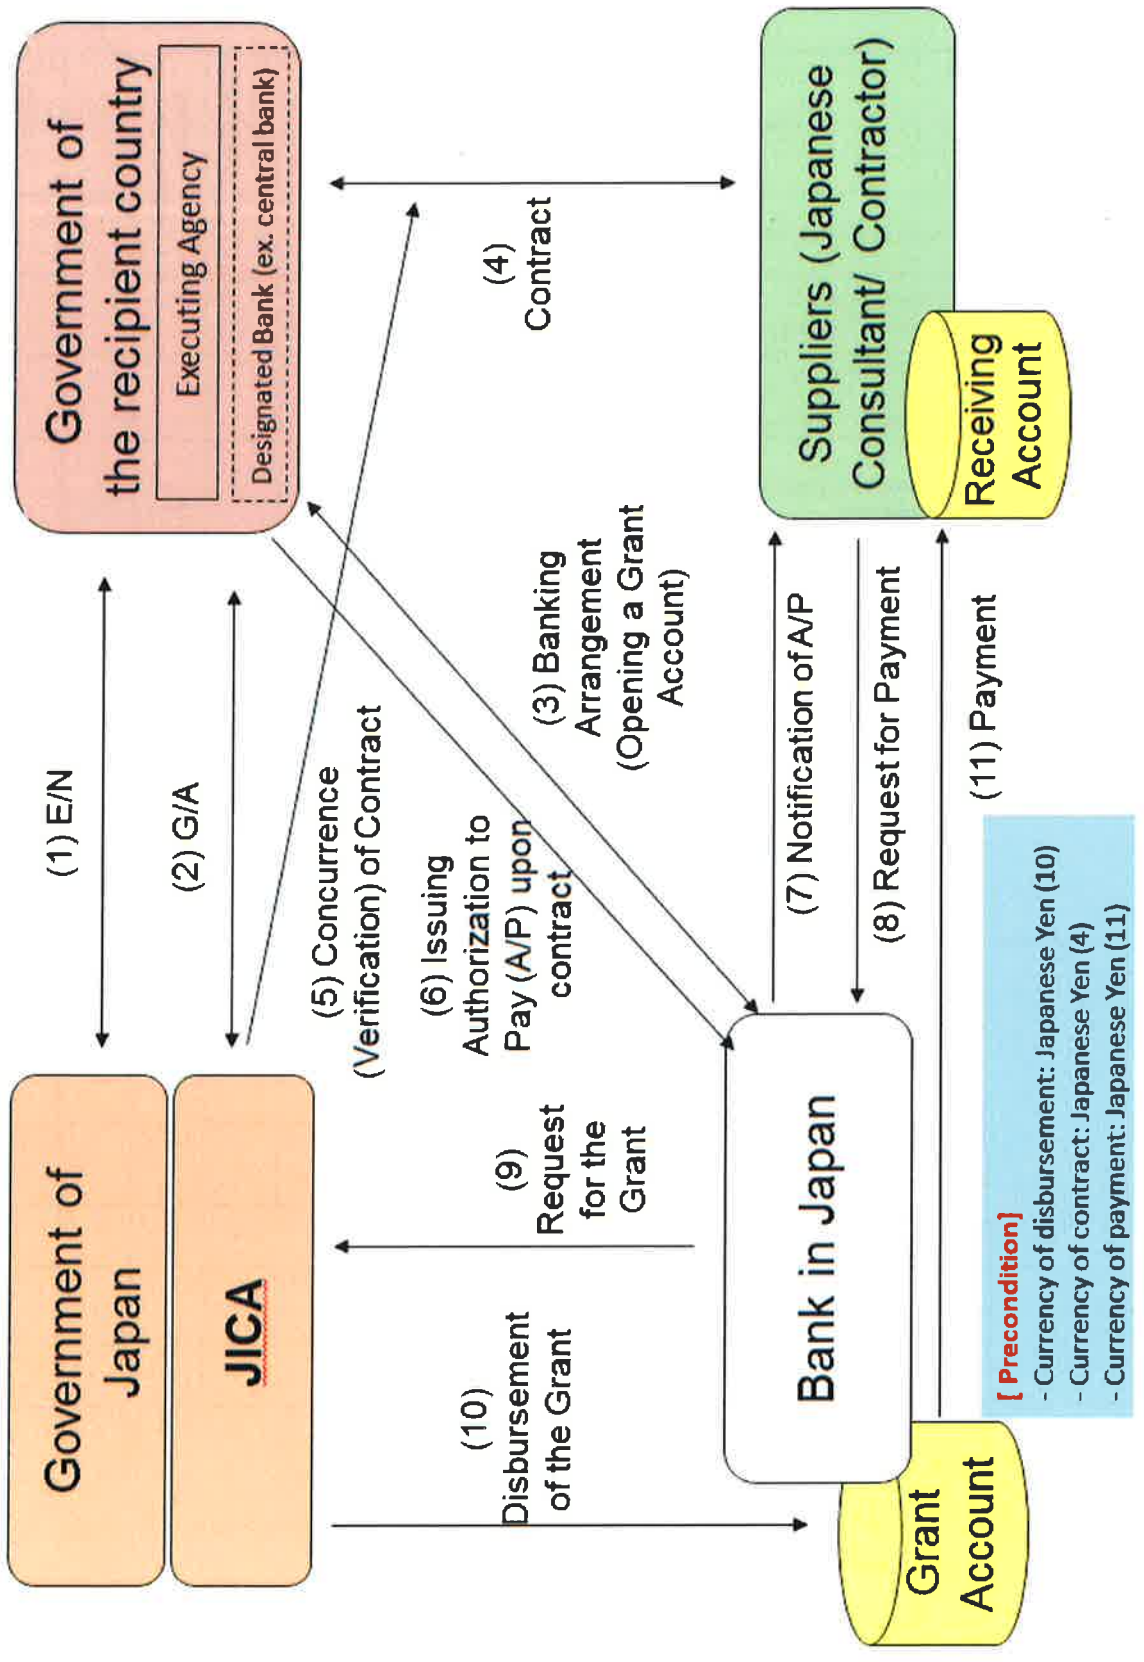 Government of
Japan
JICA
(1) E/N
(2) G/A
Government of
the recipient country
Executing Agency
Designated Bank (ex. central bank)
(5) Concurrence
(Verification) of Contract
(6) Issuing
Authorization to
Pay (A/P) upon
contract
(3) Banking
Arrangement
(Opening a Grant
Account)
(4)
Contract
(9)
Request
for the
Grant
(10)
Disbursement
of the Grant
Bank in Japan
Grant
Account
(7) Notification of A/P
(8) Request for Payment
(11) Payment
Suppliers (Japanese
Consultant/ Contractor)
Receiving
Account
[ Precondition]
- Currency of disbursement: Japanese Yen (10)
- Currency of contract: Japanese Yen (4)
- Currency of payment: Japanese Yen (11)